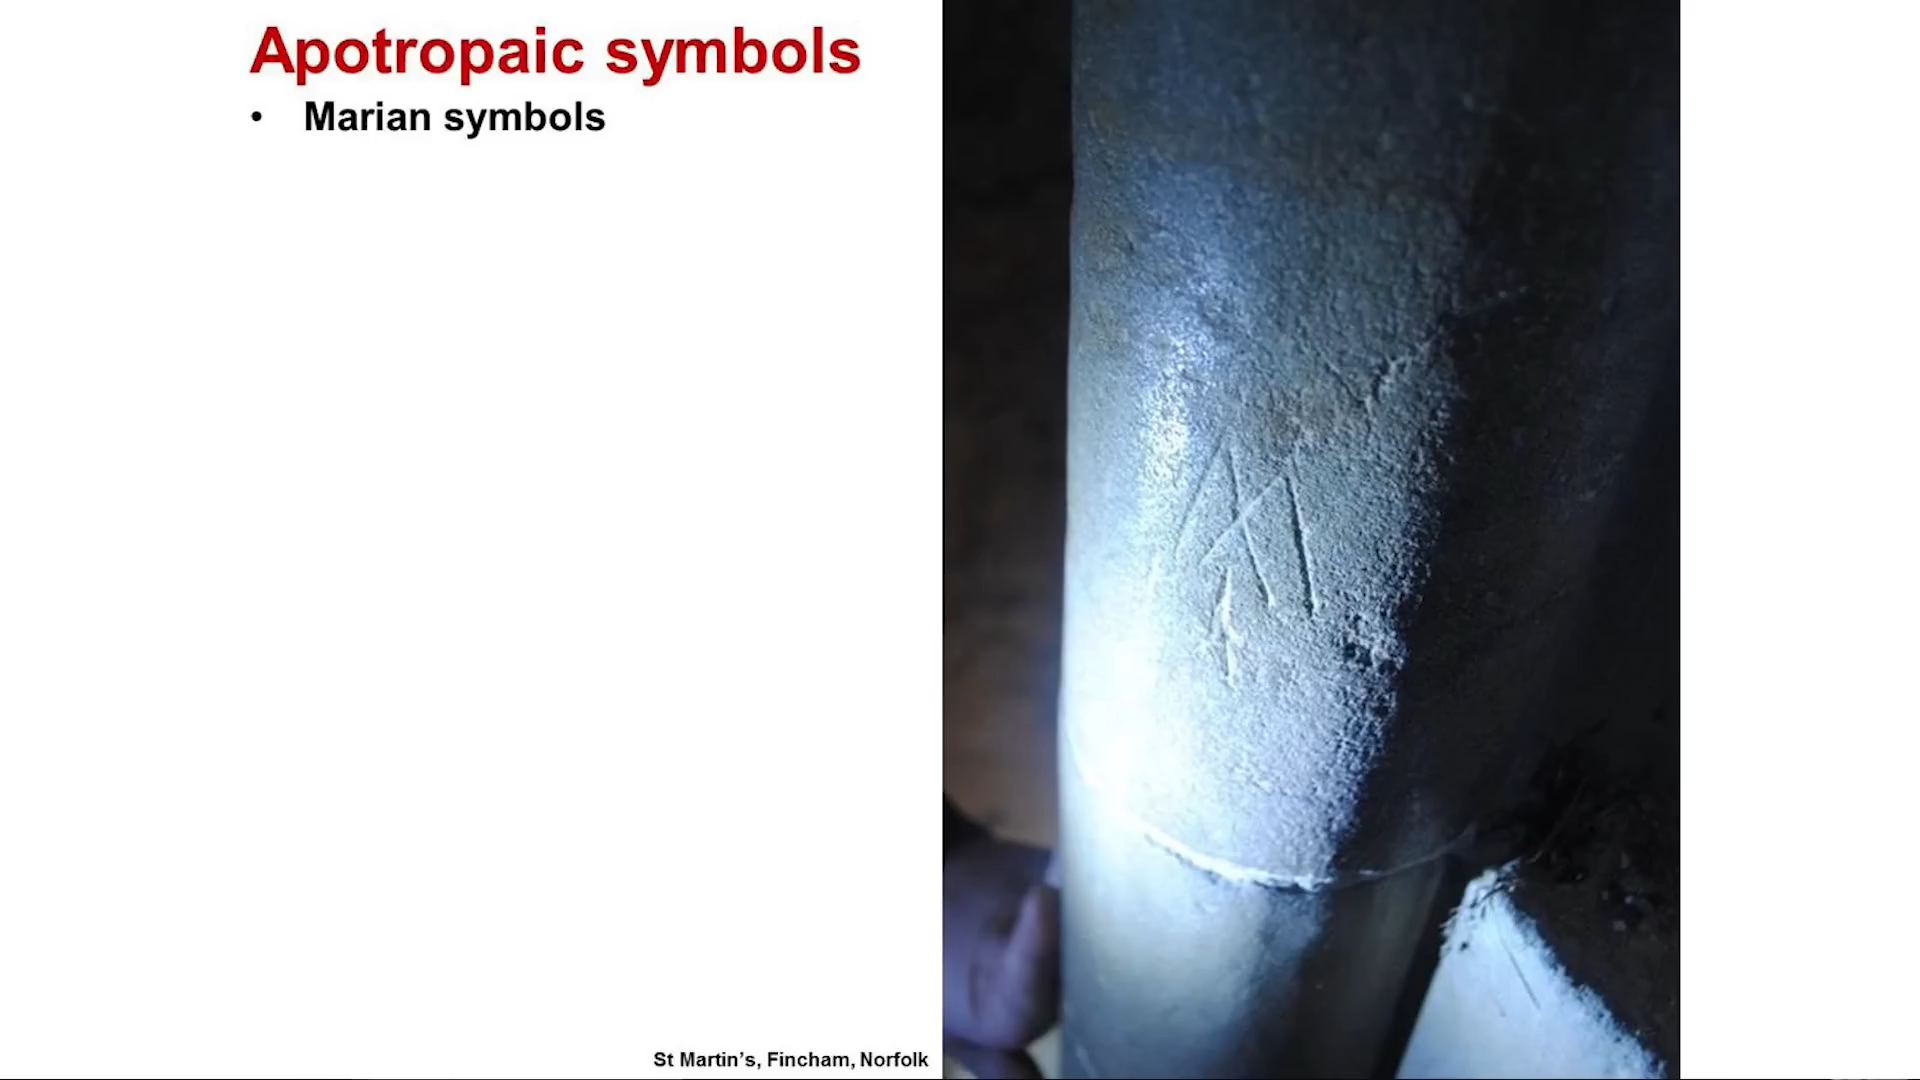 Apotropaic symbols
• Marian symbols
St Martin's, Fincham, Norfolk